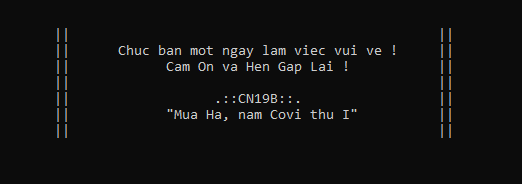 Chuc ban mot ngay lam viec vui ve !
Cam On va Hen Gap Lai !
.::CN19B::.
"Mua Ha, nam Covi thu I"